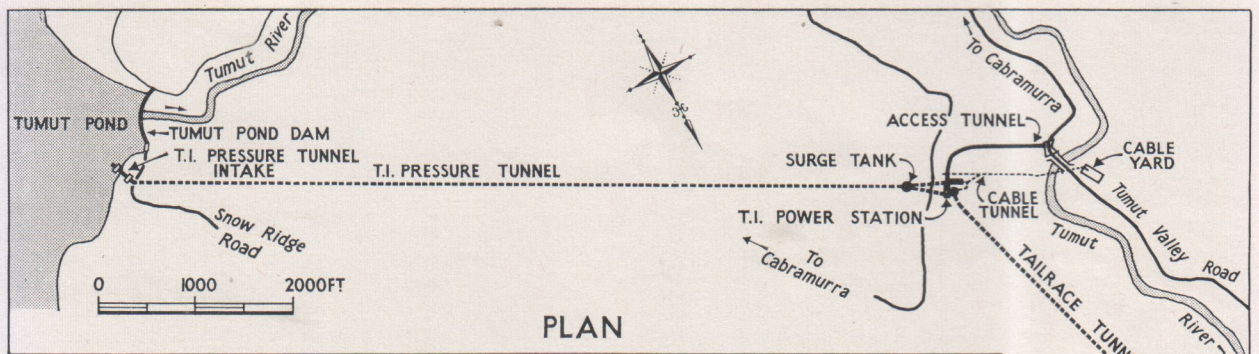 Tumut River
To Cabramurra
TUMUT POND
TUMUT POND DAM
ACCESS TUNNEL
T.I. PRESSURE TUNNEL
INTAKE
T.I. PRESSURE TUNNEL
SURGE TANK
CABLE
YARD
T.I. POWER STATION
CABLE
TUNNEL
Snow Ridge
Road
Tumut Valley Road
Tumut
River
To
Cabramurra
TAILRACE
0 1000 2000FT.
PLAN